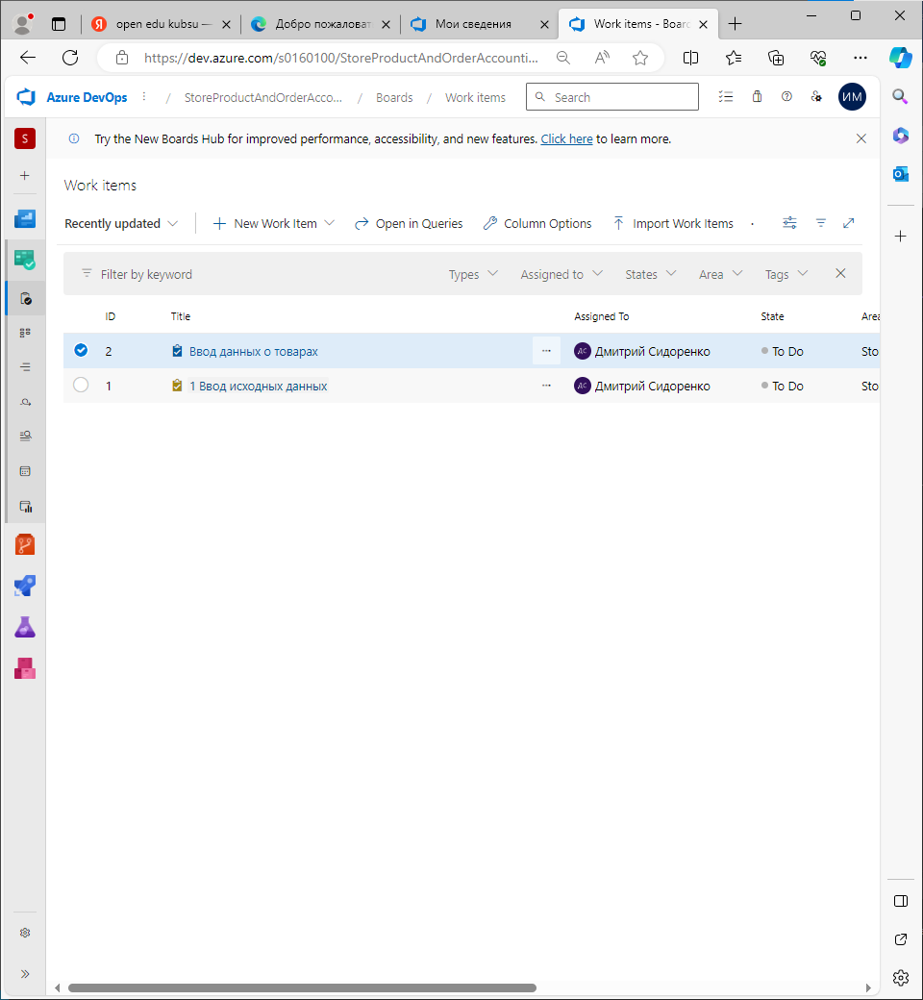 open edu kubsu —
Добро пожаловат
Мои сведения
Work items - Board
https://dev.azure.com/s0160100/StoreProductAndOrderAccounti...
Azure DevOps / StoreProductAndOrderAcco... / Boards / Work items
Search
ИМ
S
Try the New Boards Hub for improved performance, accessibility, and new features. Click here to learn more.
Work items
Recently updated
New Work Item
Open in Queries
Column Options
Import Work Items
Filter by keyword
Types
Assigned to
States
Area
Tags
ID Title Assigned To State Area
2 Ввод данных о товарах ... ДС Дмитрий Сидоренко To Do Sto
1 1 Ввод исходных данных ... ДС Дмитрий Сидоренко To Do Sto